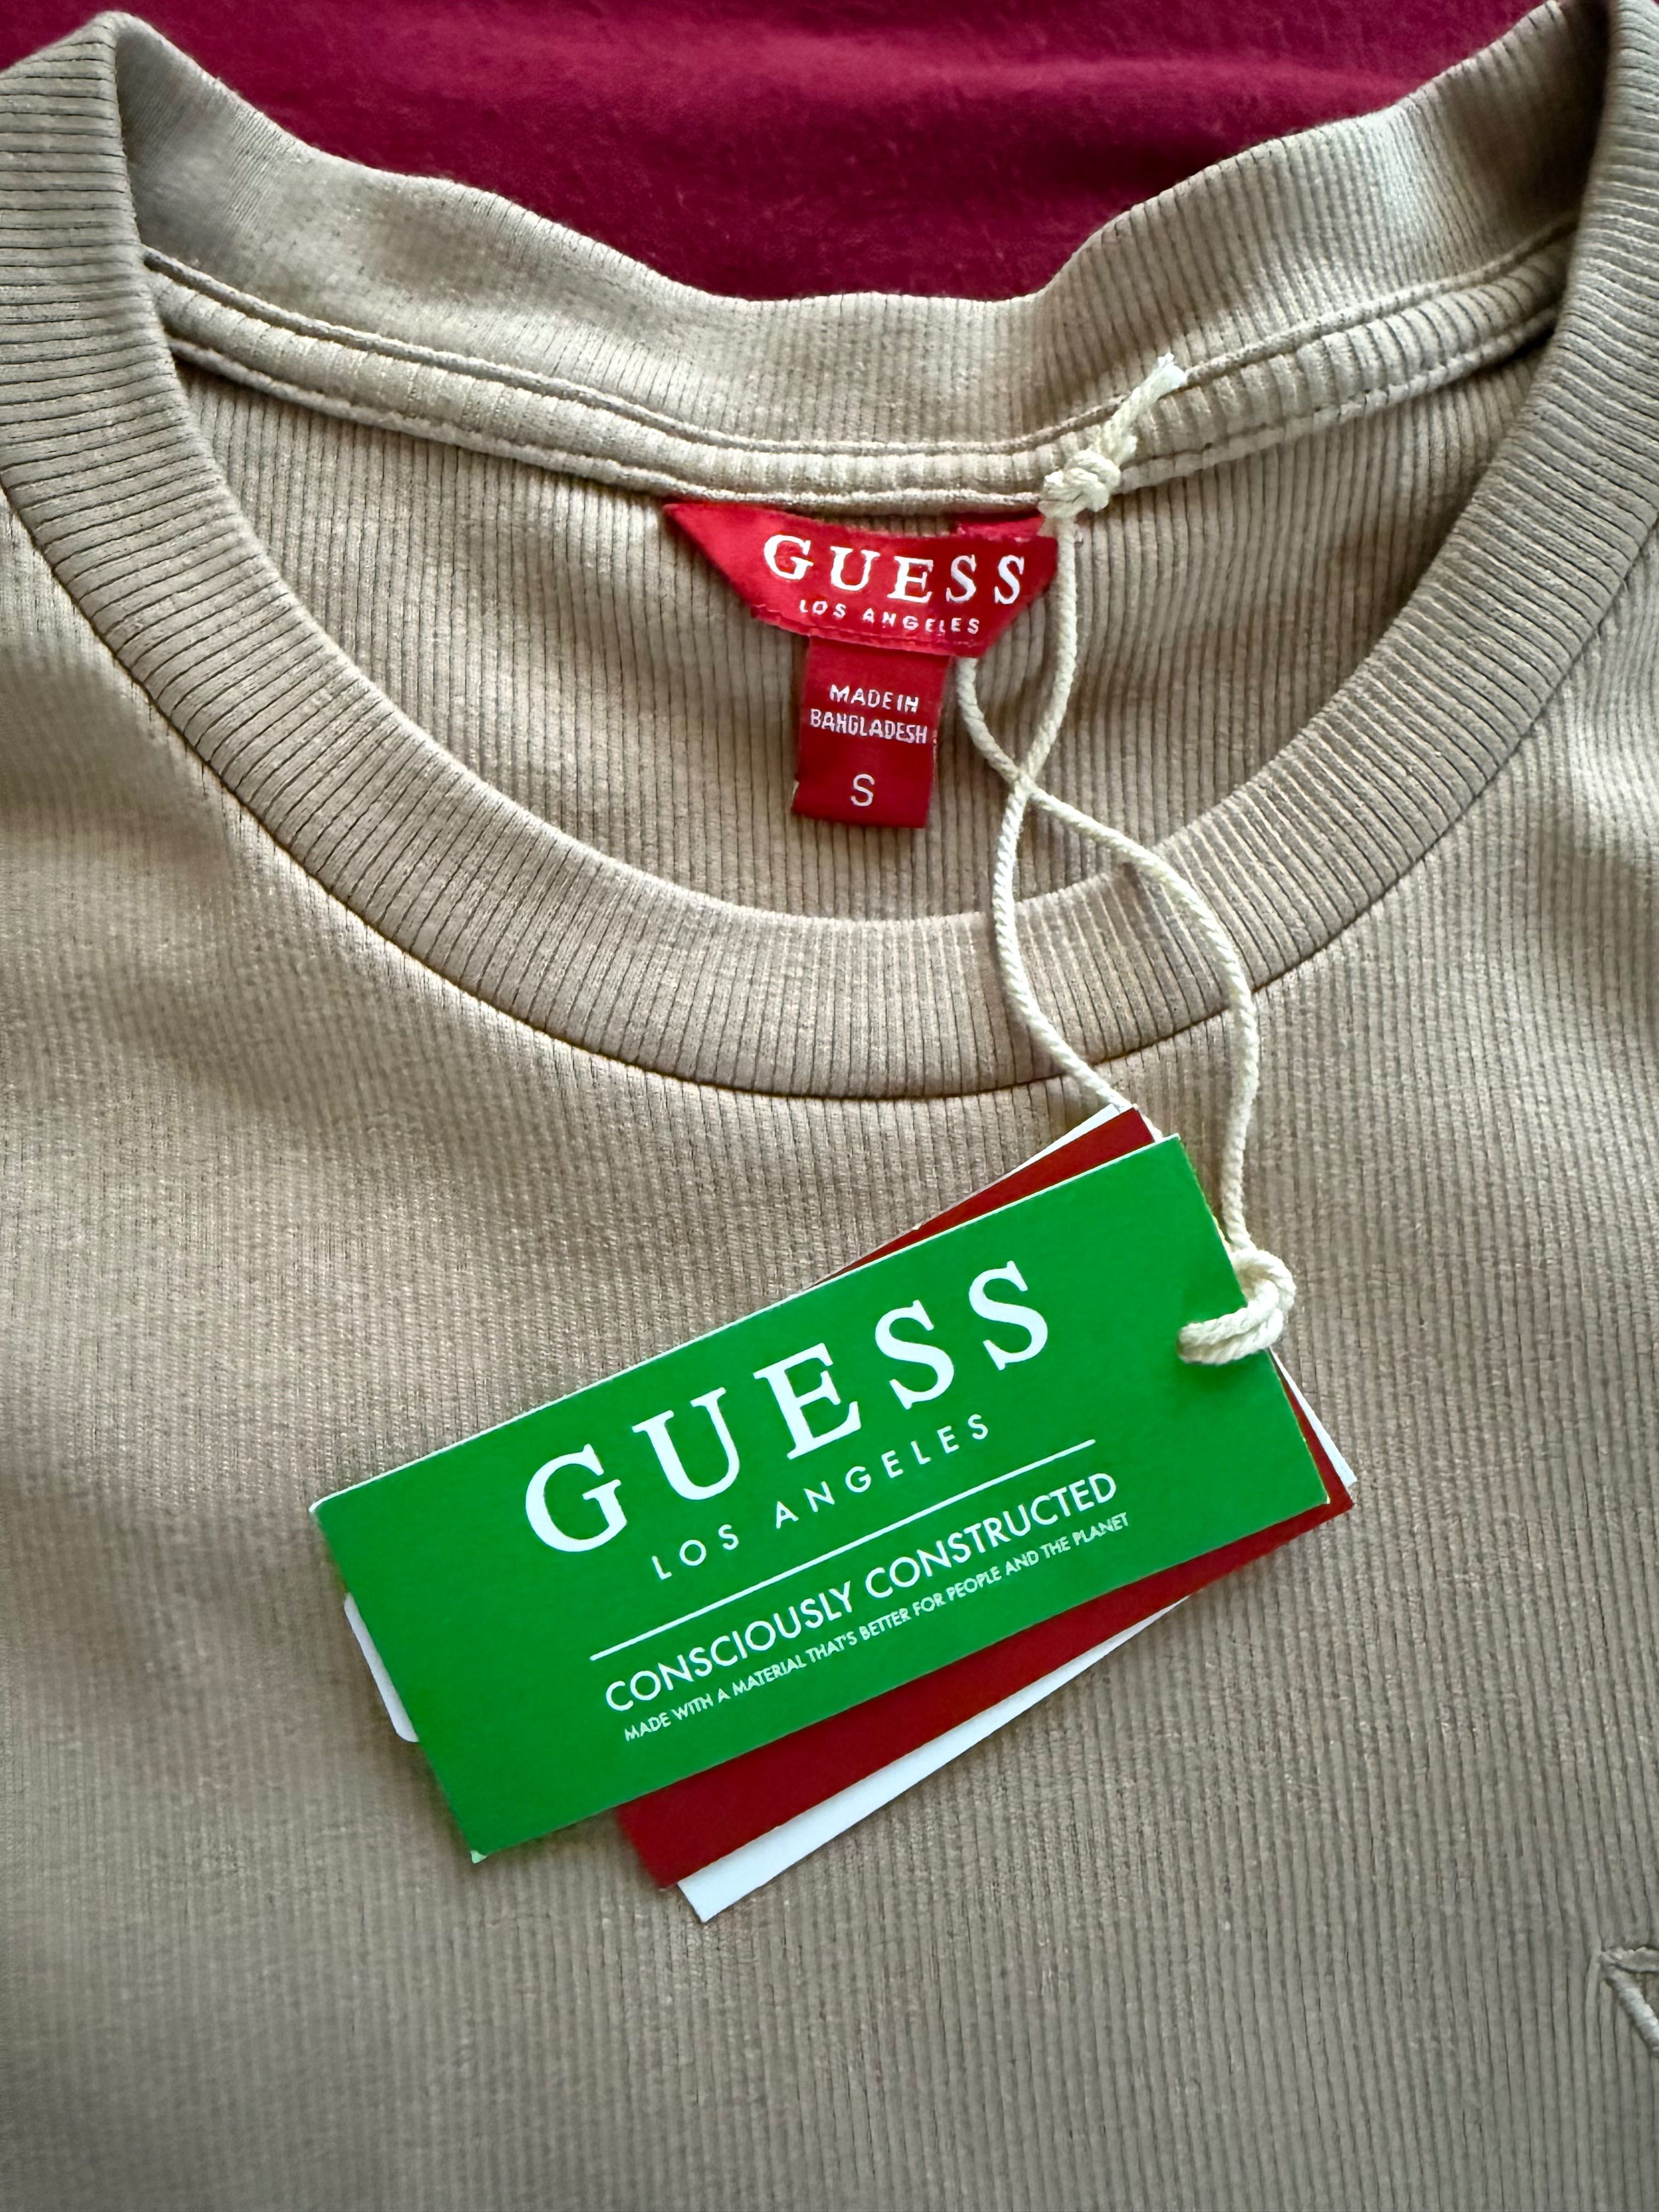 GUESS
LOS ANGELES
MADE IN
BANGLADESH
S
GUESS
LOS ANGELES
CONSCIOUSLY CONSTRUCTED
MADE WITH A MATERIAL THAT'S BETTER FOR PEOPLE AND THE PLANET